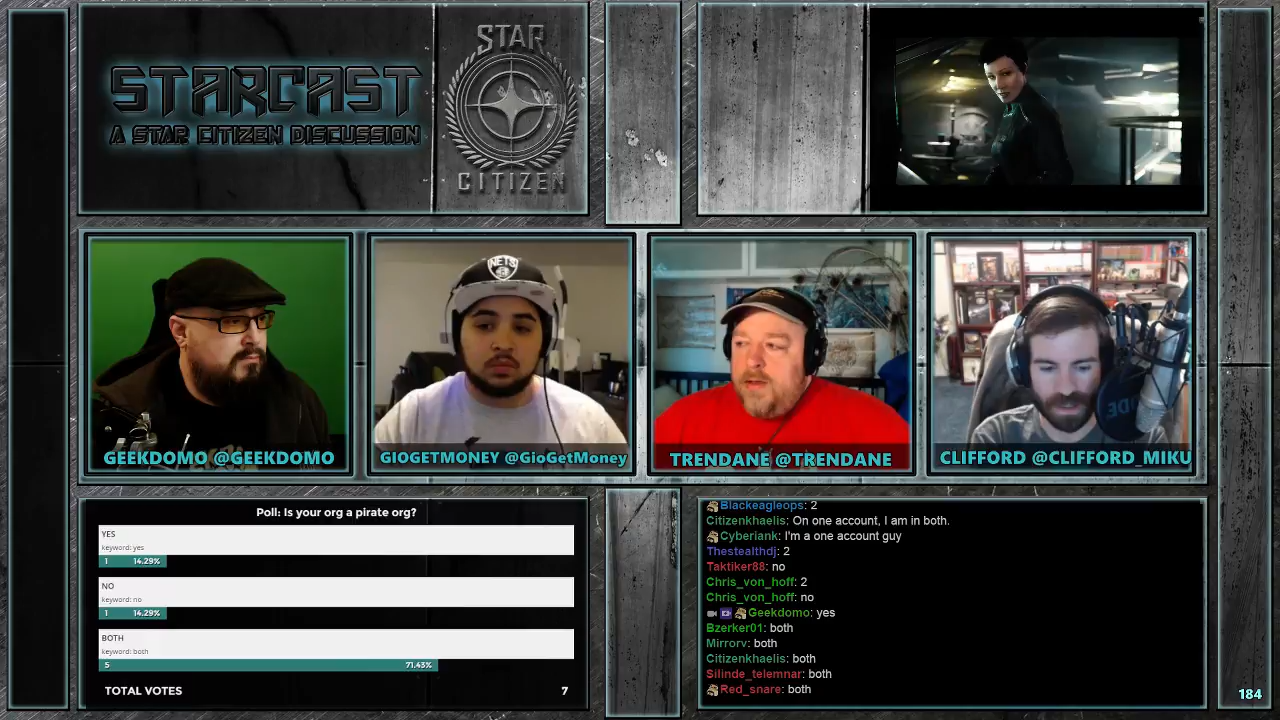 STARCAST
A STAR CITIZEN DISCUSSION
STAR
CITIZEN
NETS
GEEKDOMO @GEEKDOMO
GIOGETMONEY @GioGetMoney
TRENDANE @TRENDANE
CLIFFORD @CLIFFORD_MIKU
Poll: Is your org a pirate org?
YES
keyword: yes
1 14.29%
NO
keyword: no
1 14.29%
BOTH
keyword: both
5 71.43%
TOTAL VOTES 7
Blackeagleops: 2
Citizenkhaelis: On one account, I am in both.
Cyberiank: I'm a one account guy
Thestealthdj: 2
Taktiker88: no
Chris_von_hoff: 2
Chris_von_hoff: no
Geekdomo: yes
Bzerker01: both
Mirrorv: both
Citizenkhaelis: both
Silinde_telemnar: both
Red_snare: both
184